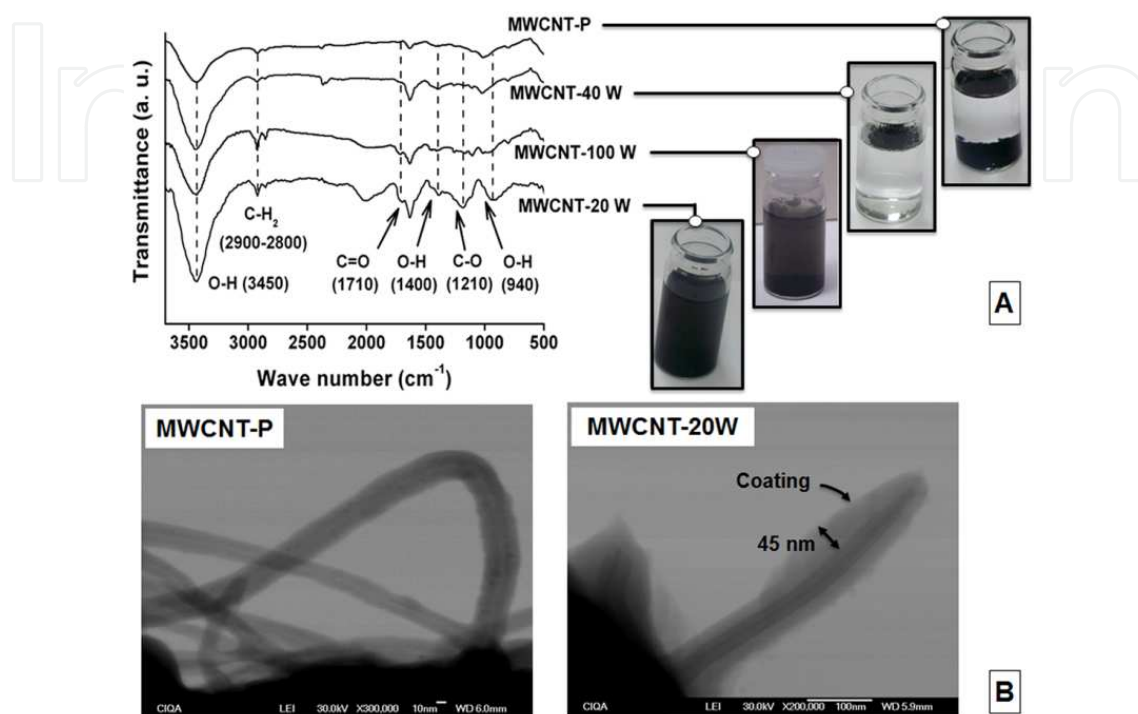 MWCNT-P
MWCNT-40 W
MWCNT-100 W
MWCNT-20 W
Transmittance (a. u.)
C-H2
(2900-2800)
O-H (3450)
C=O
(1710)
O-H
(1400)
C-O
(1210)
O-H
(940)
3500 3000 2500 2000 1500 1000 500
Wave number (cm-1)
A
MWCNT-P
CIQA LEI 30.0kV X300,000 10nm WD 6.0mm
MWCNT-20W
Coating
45 nm
CIQA LEI 30.0kV X200,000 100nm WD 5.9mm
B